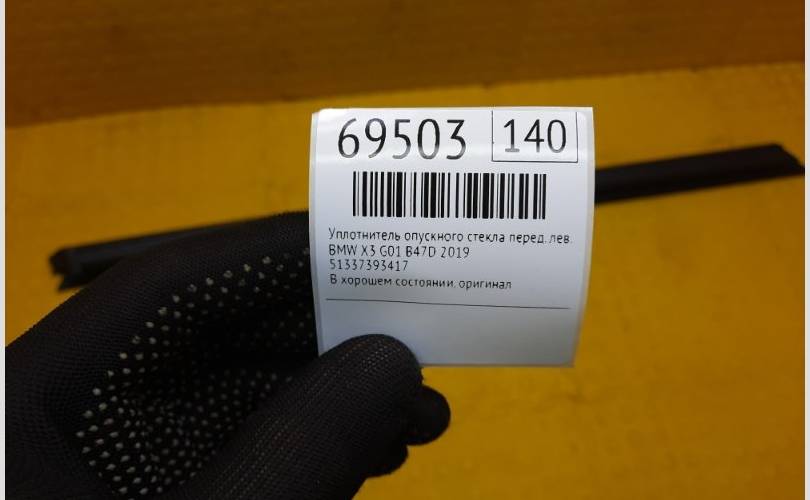 69503 140
Уплотнитель опускного стекла перед. лев.
BMW X3 G01 B47D 2019
51337393417
В хорошем состоянии. оригинал